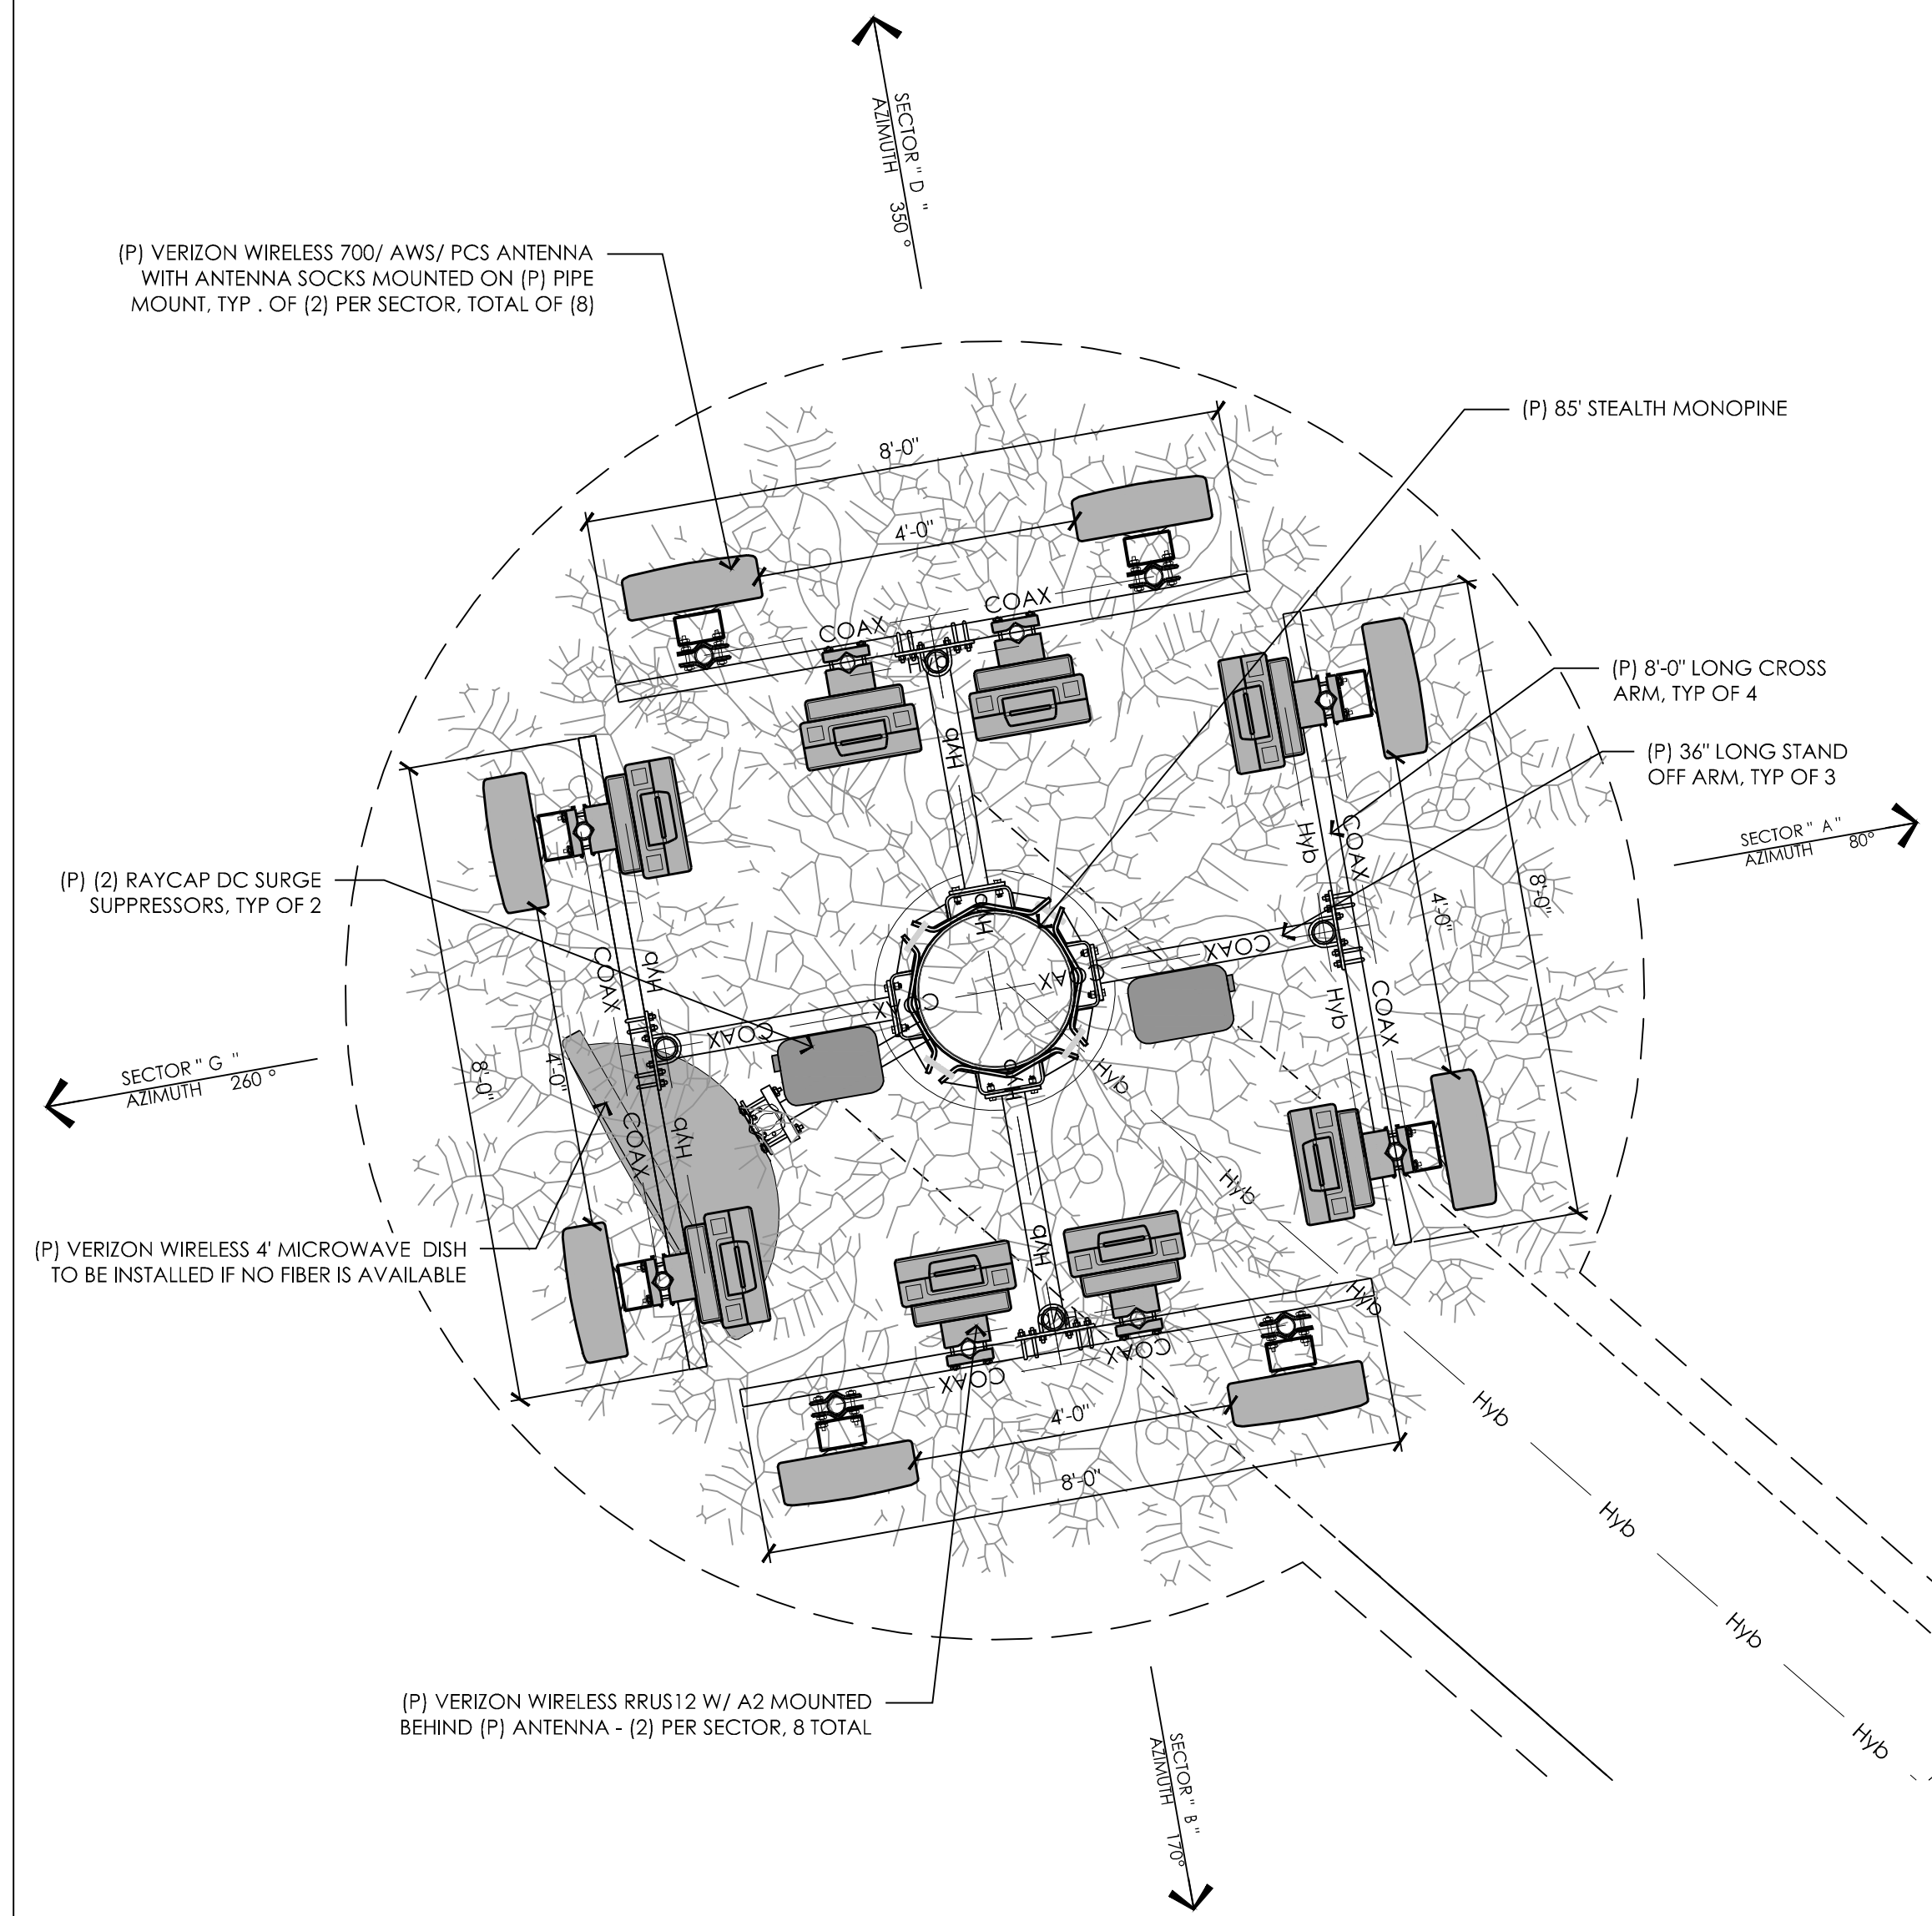 SECTOR " D "
AZIMUTH 350 °
(P) VERIZON WIRELESS 700/ AWS/ PCS ANTENNA
WITH ANTENNA SOCKS MOUNTED ON (P) PIPE
MOUNT, TYP . OF (2) PER SECTOR, TOTAL OF (8)
(P) 85' STEALTH MONOPINE
8'-0"
4'-0"
COAX
COAX
Hyb
(P) 8'-0" LONG CROSS
ARM, TYP OF 4
(P) 36" LONG STAND
OFF ARM, TYP OF 3
SECTOR " A "
AZIMUTH 80°
Hyb
COAX
8'-0"
4'-0"
COAX
Hyb
COAX
(P) (2) RAYCAP DC SURGE
SUPPRESSORS, TYP OF 2
COAX
Hyb
COAX
SECTOR " G "
AZIMUTH 260 °
8'-0"
4'-0"
COAX
Hyb
(P) VERIZON WIRELESS 4' MICROWAVE DISH
TO BE INSTALLED IF NO FIBER IS AVAILABLE
Hyb
Hyb
Hyb
Hyb
COAX
COAX
4'-0"
8'-0"
Hyb
Hyb
Hyb
Hyb
(P) VERIZON WIRELESS RRUS12 W/ A2 MOUNTED
BEHIND (P) ANTENNA - (2) PER SECTOR, 8 TOTAL
SECTOR " B "
AZIMUTH 170°